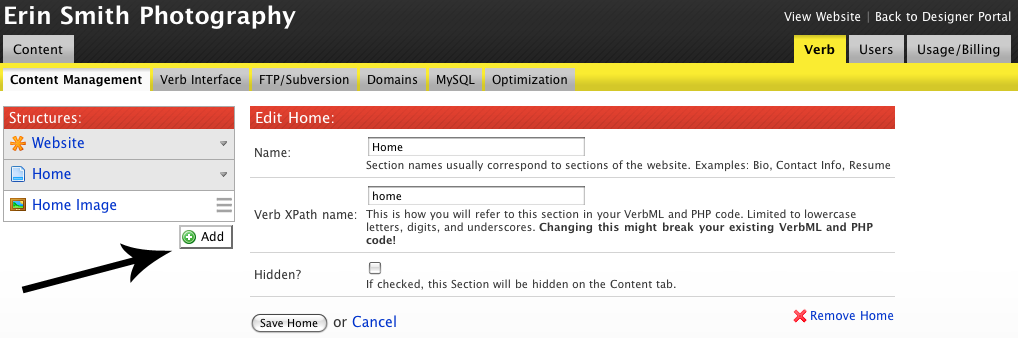 Erin Smith Photography
View Website | Back to Designer Portal
Content
Verb
Users
Usage/Billing
Content Management
Verb Interface
FTP/Subversion
Domains
MySQL
Optimization
Structures:
Website
Home
Home Image
Add
Edit Home:
Name:
Home
Section names usually correspond to sections of the website. Examples: Bio, Contact Info, Resume
Verb XPath name:
home
This is how you will refer to this section in your VerbML and PHP code. Limited to lowercase
letters, digits, and underscores. Changing this might break your existing VerbML and PHP
code!
Hidden?
If checked, this Section will be hidden on the Content tab.
Save Home or Cancel
Remove Home